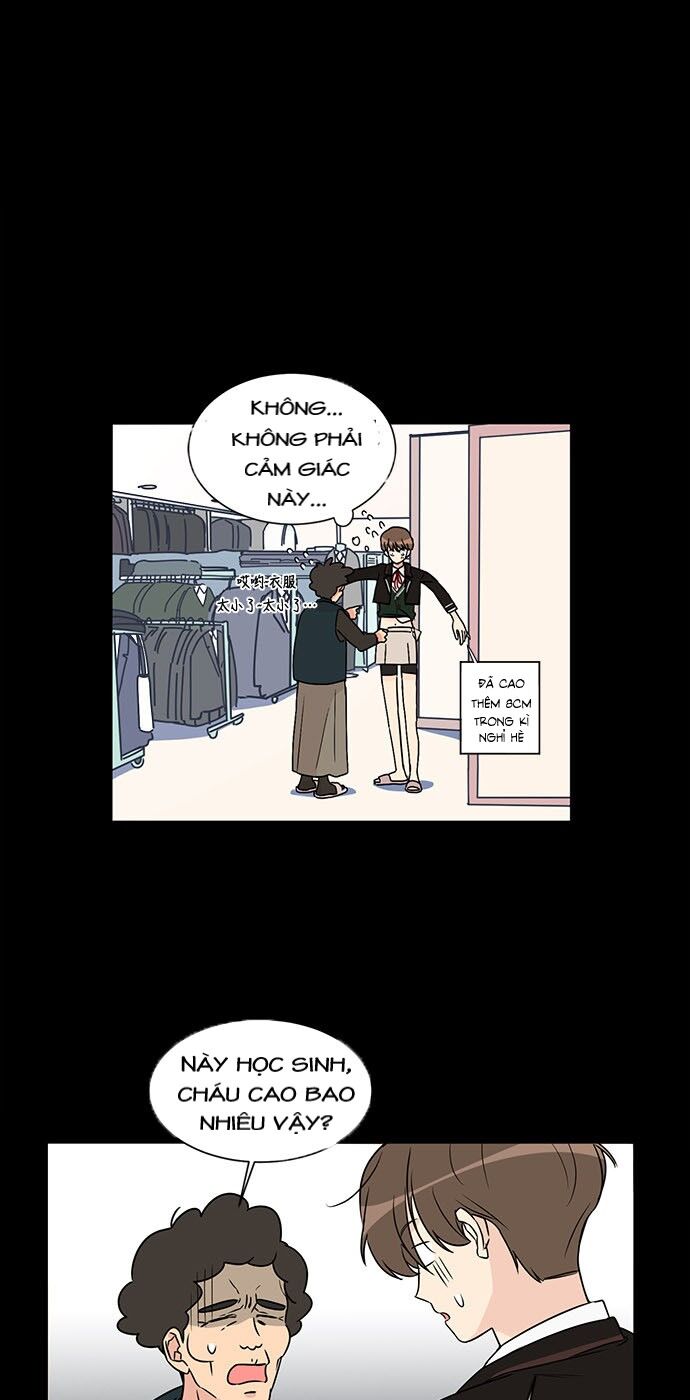 KHÔNG...
KHÔNG PHẢI
CẢM GIÁC
NÀY...
哎哟 衣服
太小了~太小了...
ĐÃ CAO
THÊM 8CM
TRONG KÌ
NGHỈ HÈ
NÀY HỌC SINH,
CHÁU CAO BAO
NHIÊU VẬY?